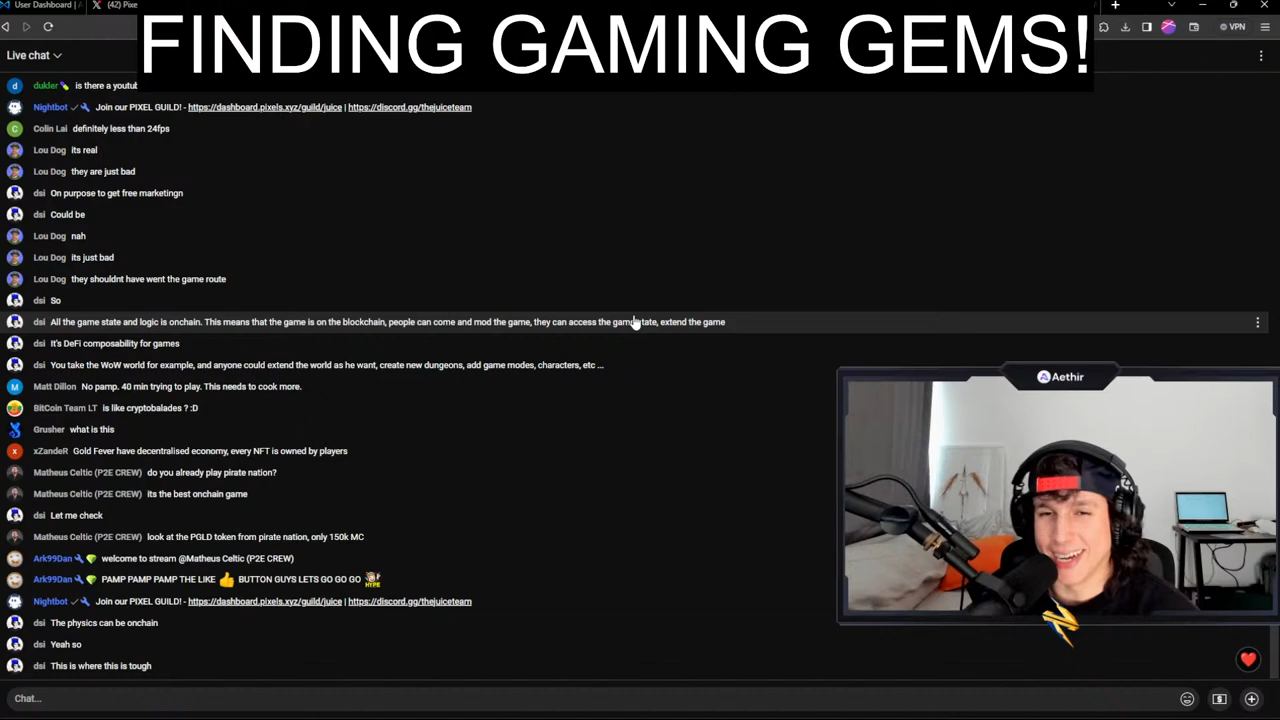 User Dashboard |
(42) Pixe
FINDING GAMING GEMS!
VPN
Live chat
dukler is there a youtut
Nightbot Join our PIXEL GUILD! - https://dashboard.pixels.xyz/guild/juice | https://discord.gg/thejuiceteam
Colin Lai definitely less than 24fps
Lou Dog its real
Lou Dog they are just bad
dsi On purpose to get free marketingn
dsi Could be
Lou Dog nah
Lou Dog its just bad
Lou Dog they shouldnt have went the game route
dsi So
dsi All the game state and logic is onchain. This means that the game is on the blockchain, people can come and mod the game, they can access the game state, extend the game
dsi It's DeFi composability for games
dsi You take the WoW world for example, and anyone could extend the world as he want, create new dungeons, add game modes, characters, etc ...
Matt Dillon No pamp. 40 min trying to play. This needs to cook more.
BitCoin Team LT is like cryptobalades ? :D
Grusher what is this
xZandeR Gold Fever have decentralised economy, every NFT is owned by players
Matheus Celtic (P2E CREW) do you already play pirate nation?
Matheus Celtic (P2E CREW) its the best onchain game
dsi Let me check
Matheus Celtic (P2E CREW) look at the PGLD token from pirate nation, only 150k MC
Ark99Dan welcome to stream @Matheus Celtic (P2E CREW)
Ark99Dan PAMP PAMP PAMP THE LIKE 👍 BUTTON GUYS LETS GO GO GO HYPE
Nightbot Join our PIXEL GUILD! - https://dashboard.pixels.xyz/guild/juice | https://discord.gg/thejuiceteam
dsi The physics can be onchain
dsi Yeah so
dsi This is where this is tough
Chat...
Aethir